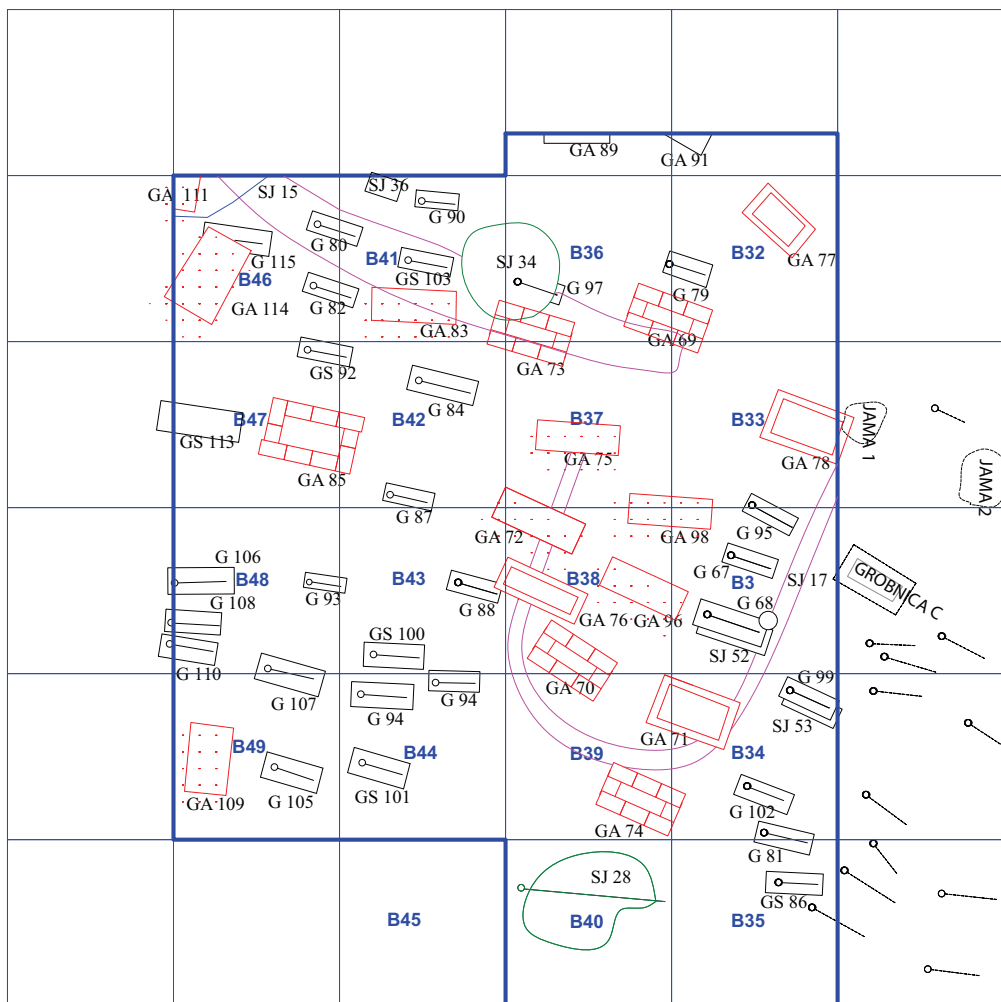 GA 89
GA 91
GA 111
SJ 15
SJ 36
G 90
G 80
G 115
B41
GS 103
SJ 34
B36
B32
GA 77
B46
G 82
GA 114
GA 83
G 97
G 79
GA 69
GA 73
GS 92
G 84
B47
B42
B37
B33
JAMA 1
GS 113
GA 85
GA 75
GA 78
JAMA 2
G 87
GA 72
GA 98
G 95
G 106
B48
G 108
G 93
B43
G 88
B38
G 67
B3
SJ 17
GROBNICA C
GA 76
GA 96
G 68
SJ 52
G 110
GS 100
G 107
G 94
G 94
GA 70
G 99
SJ 53
GA 71
B49
B44
B39
B34
GA 109
G 105
GS 101
GA 74
G 102
G 81
SJ 28
GS 86
B45
B40
B35